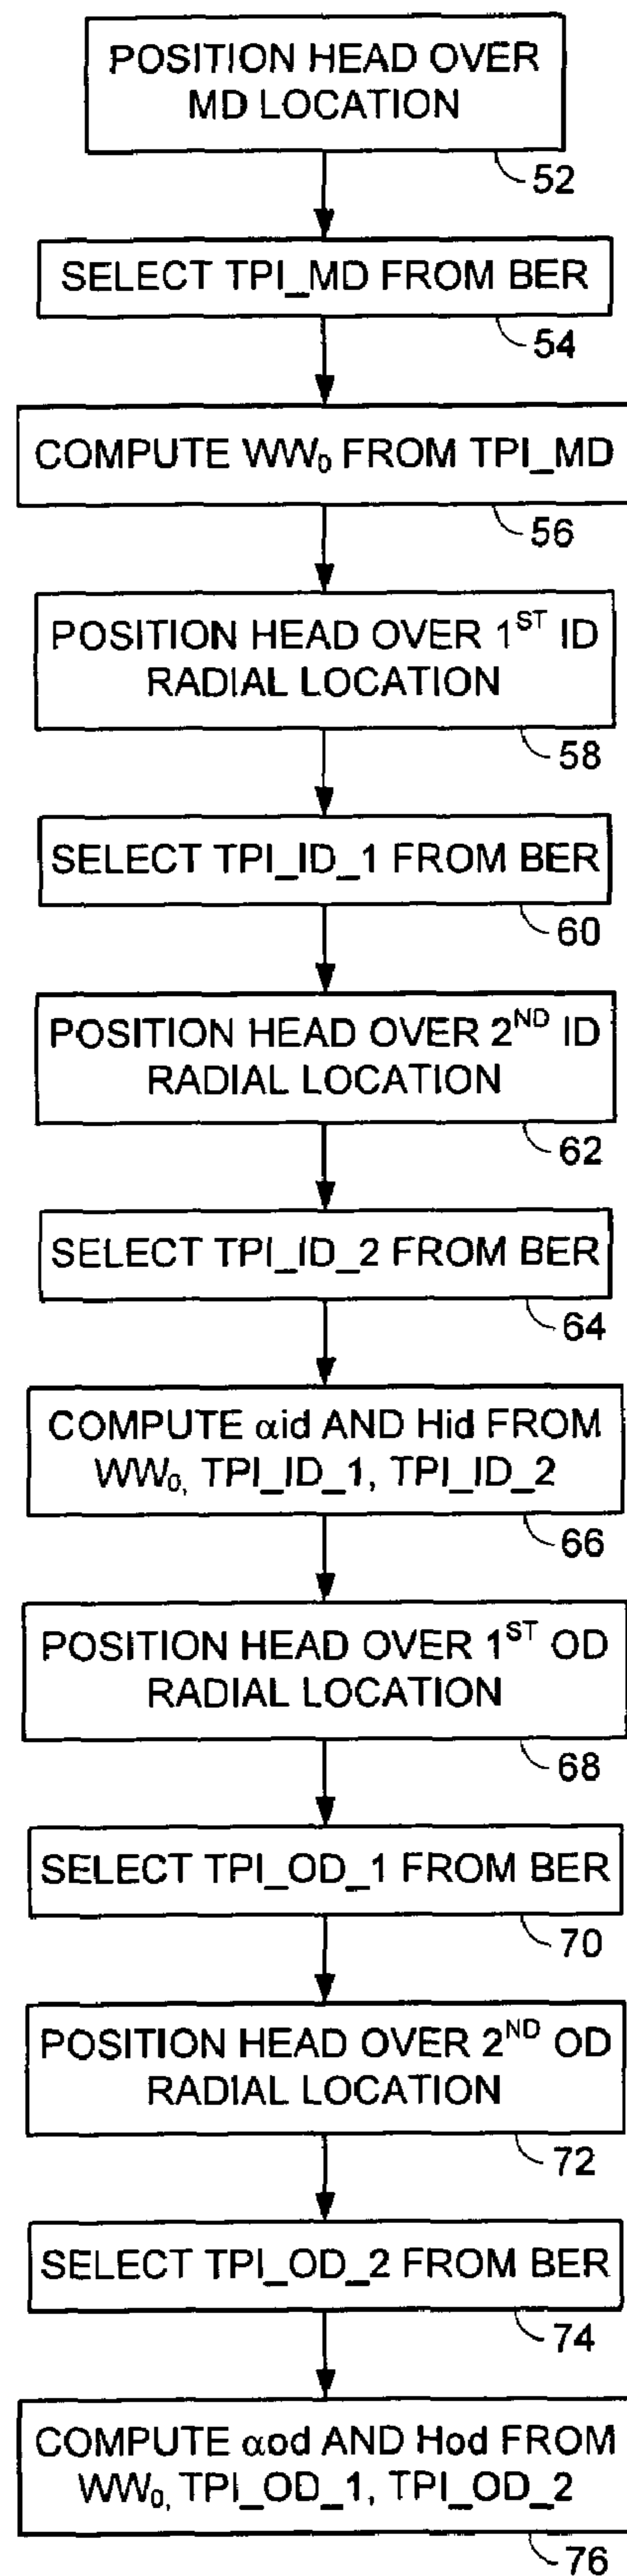 POSITION HEAD OVER
MD LOCATION
52
SELECT TPI_MD FROM BER
54
COMPUTE WW₀ FROM TPI_MD
56
POSITION HEAD OVER 1ST ID
RADIAL LOCATION
58
SELECT TPI_ID_1 FROM BER
60
POSITION HEAD OVER 2ND ID
RADIAL LOCATION
62
SELECT TPI_ID_2 FROM BER
64
COMPUTE αid AND Hid FROM
WW₀, TPI_ID_1, TPI_ID_2
66
POSITION HEAD OVER 1ST OD
RADIAL LOCATION
68
SELECT TPI_OD_1 FROM BER
70
POSITION HEAD OVER 2ND OD
RADIAL LOCATION
72
SELECT TPI_OD_2 FROM BER
74
COMPUTE αod AND Hod FROM
WW₀, TPI_OD_1, TPI_OD_2
76